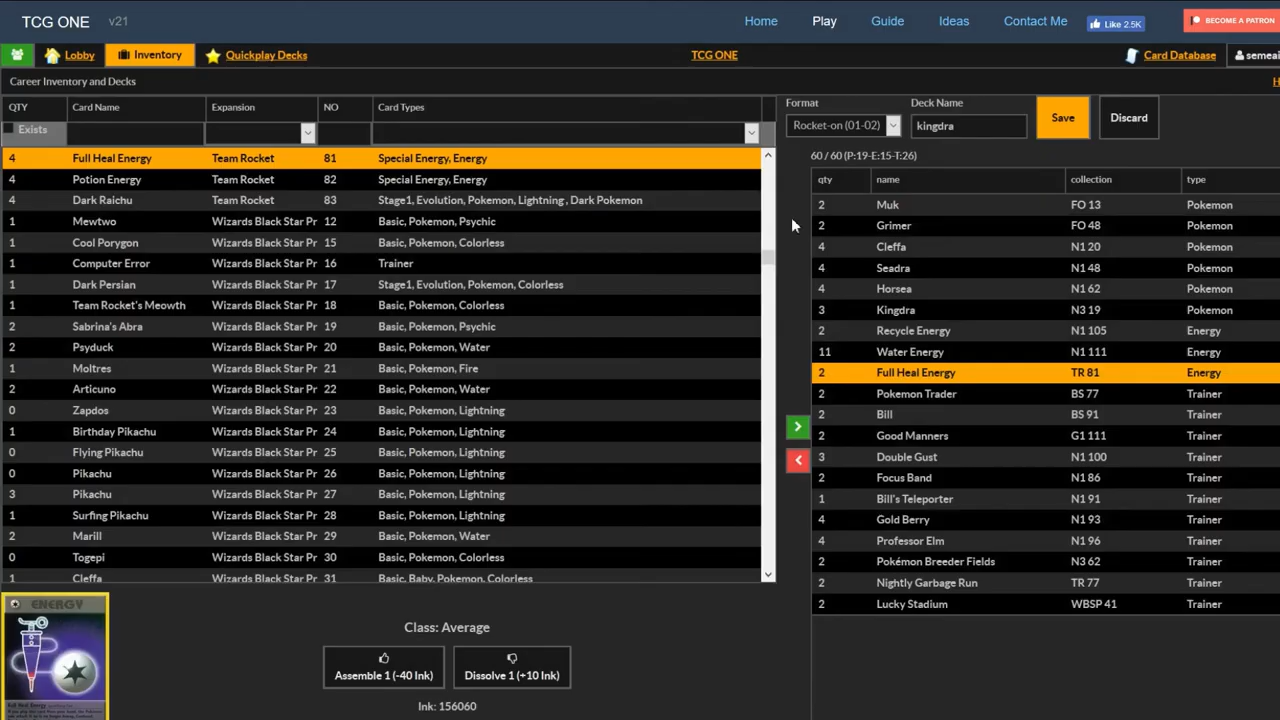 TCG ONE v21 Home Play Guide Ideas Contact Me Like 2.5K BECOME A PATRON
Lobby Inventory Quickplay Decks TCG ONE Card Database semeai
Career Inventory and Decks H
QTY Card Name Expansion NO Card Types
Exists
4 Full Heal Energy Team Rocket 81 Special Energy, Energy
4 Potion Energy Team Rocket 82 Special Energy, Energy
4 Dark Raichu Team Rocket 83 Stage1, Evolution, Pokemon, Lightning , Dark Pokemon
1 Mewtwo Wizards Black Star Pr 12 Basic, Pokemon, Psychic
1 Cool Porygon Wizards Black Star Pr 15 Basic, Pokemon, Colorless
1 Computer Error Wizards Black Star Pr 16 Trainer
1 Dark Persian Wizards Black Star Pr 17 Stage1, Evolution, Pokemon, Colorless
1 Team Rocket's Meowth Wizards Black Star Pr 18 Basic, Pokemon, Colorless
2 Sabrina's Abra Wizards Black Star Pr 19 Basic, Pokemon, Psychic
2 Psyduck Wizards Black Star Pr 20 Basic, Pokemon, Water
1 Moltres Wizards Black Star Pr 21 Basic, Pokemon, Fire
2 Articuno Wizards Black Star Pr 22 Basic, Pokemon, Water
0 Zapdos Wizards Black Star Pr 23 Basic, Pokemon, Lightning
1 Birthday Pikachu Wizards Black Star Pr 24 Basic, Pokemon, Lightning
0 Flying Pikachu Wizards Black Star Pr 25 Basic, Pokemon, Lightning
0 Pikachu Wizards Black Star Pr 26 Basic, Pokemon, Lightning
3 Pikachu Wizards Black Star Pr 27 Basic, Pokemon, Lightning
1 Surfing Pikachu Wizards Black Star Pr 28 Basic, Pokemon, Lightning
2 Marill Wizards Black Star Pr 29 Basic, Pokemon, Water
0 Togepi Wizards Black Star Pr 30 Basic, Pokemon, Colorless
1 Cleffa Wizards Black Star Pr 31 Basic, Baby, Pokemon, Colorless
Format Deck Name
Rocket-on (01-02) kingdra Save Discard
60 / 60 (P:19-E:15-T:26)
qty name collection type
2 Muk FO 13 Pokemon
2 Grimer FO 48 Pokemon
4 Cleffa N1 20 Pokemon
4 Seadra N1 48 Pokemon
4 Horsea N1 62 Pokemon
3 Kingdra N3 19 Pokemon
2 Recycle Energy N1 105 Energy
11 Water Energy N1 111 Energy
2 Full Heal Energy TR 81 Energy
2 Pokemon Trader BS 77 Trainer
2 Bill BS 91 Trainer
2 Good Manners G1 111 Trainer
3 Double Gust N1 100 Trainer
2 Focus Band N1 86 Trainer
1 Bill's Teleporter N1 91 Trainer
4 Gold Berry N1 93 Trainer
4 Professor Elm N1 96 Trainer
2 Pokémon Breeder Fields N3 62 Trainer
2 Nightly Garbage Run TR 77 Trainer
2 Lucky Stadium WBSP 41 Trainer
ENERGY
Class: Average
Assemble 1 (-40 Ink) Dissolve 1 (+10 Ink)
Ink: 156060